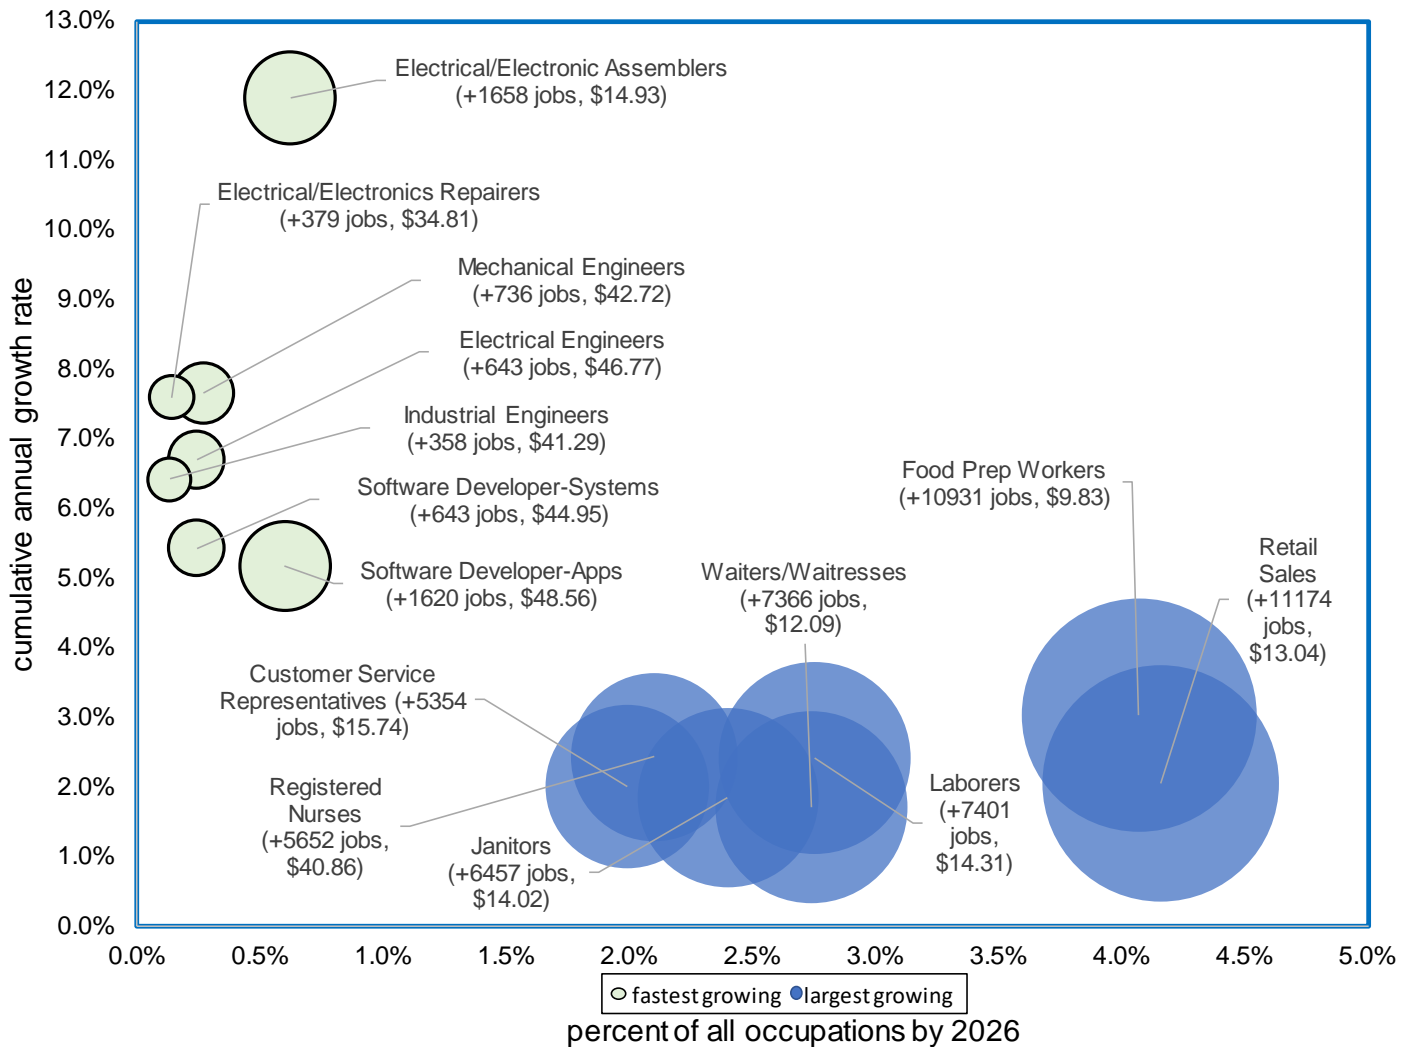 13.0%
12.0%
11.0%
10.0%
9.0%
8.0%
7.0%
6.0%
5.0%
4.0%
3.0%
2.0%
1.0%
0.0%
cumulative annual growth rate
Electrical/Electronic Assemblers
(+1658 jobs, $14.93)
Electrical/Electronics Repairers
(+379 jobs, $34.81)
Mechanical Engineers
(+736 jobs, $42.72)
Electrical Engineers
(+643 jobs, $46.77)
Industrial Engineers
(+358 jobs, $41.29)
Software Developer-Systems
(+643 jobs, $44.95)
Software Developer-Apps
(+1620 jobs, $48.56)
Waiters/Waitresses
(+7366 jobs,
$12.09)
Food Prep Workers
(+10931 jobs, $9.83)
Retail
Sales
(+11174
jobs,
$13.04)
Customer Service
Representatives (+5354
jobs, $15.74)
Registered
Nurses
(+5652 jobs,
$40.86)
Janitors
(+6457 jobs,
$14.02)
Laborers
(+7401
jobs,
$14.31)
0.0% 0.5% 1.0% 1.5% 2.0% 2.5% 3.0% 3.5% 4.0% 4.5% 5.0%
fastest growing largest growing
percent of all occupations by 2026